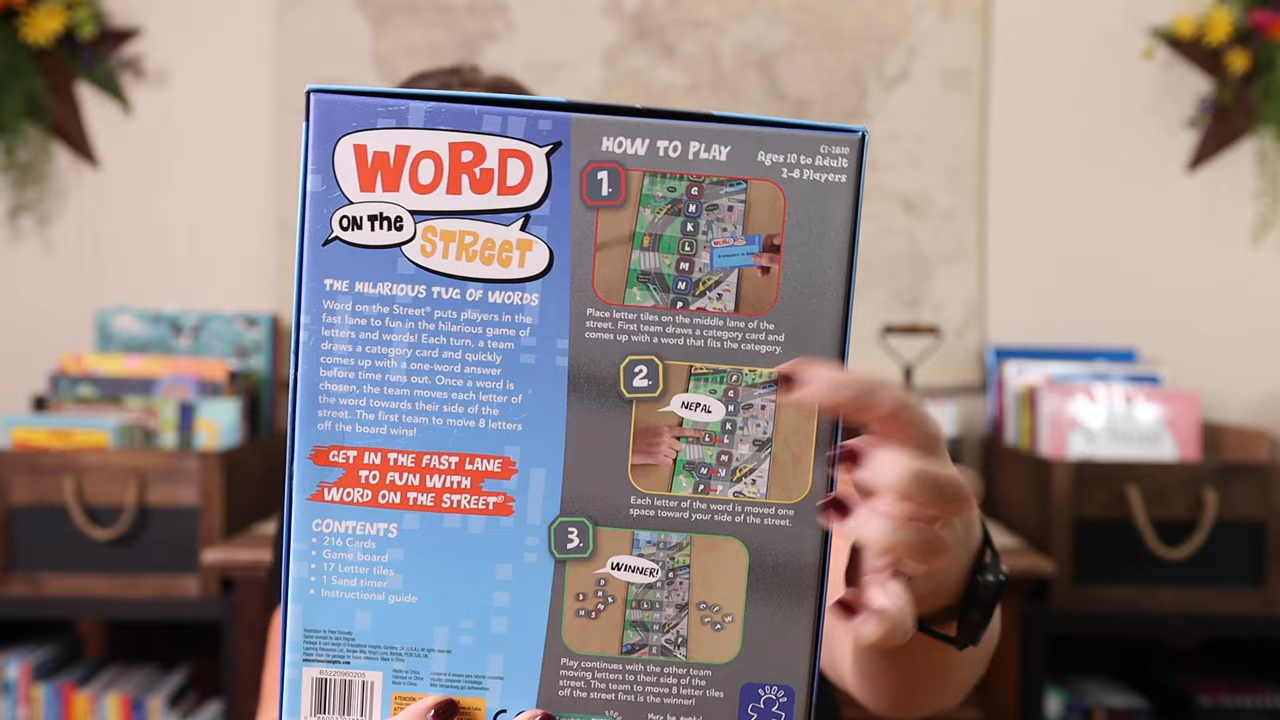 WORD
ON THE
STREET
THE HILARIOUS TUG OF WORDS
Word on the Street® puts players in the
fast lane to fun in the hilarious game of
letters and words! Each turn, a team
draws a category card and quickly
comes up with a one-word answer
before time runs out. Once a word is
chosen, the team moves each letter of
the word towards their side of the
street. The first team to move 8 letters
off the board wins!
GET IN THE FAST LANE
TO FUN WITH
WORD ON THE STREET®
CONTENTS
• 216 Cards
• Game board
• 17 Letter tiles
• 1 Sand timer
• Instructional guide
educationalinsights.com
B5220960205
HOW TO PLAY
Ages 10 to Adult
2-8 Players
1.
G
H
K
L
M
N
P
Place letter tiles on the middle lane of the
street. First team draws a category card and
comes up with a word that fits the category.
2.
NEPAL
Each letter of the word is moved one
space toward your side of the street.
3.
WINNER!
Play continues with the other team
moving letters to their side of the
street. The team to move 8 letter tiles
off the street first is the winner!